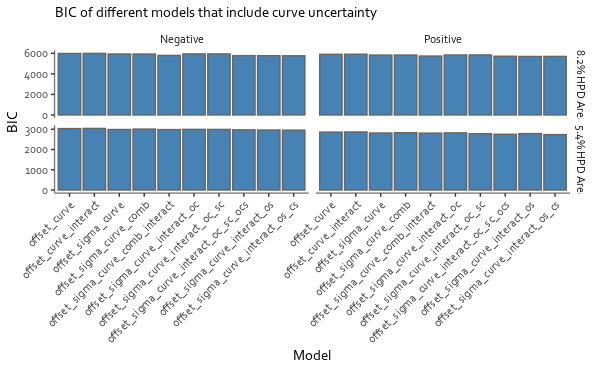 BIC of different models that include curve uncertainty
Negative
Positive
BIC
6000
4000
2000
0
8.2% HPD Are
3000
2000
1000
0
5.4% HPD Are
offset_curve
offset_curve_interact
offset_sigma_curve
offset_sigma_curve_comb
offset_sigma_curve_comb_interact
offset_sigma_curve_interact_oc
offset_sigma_curve_interact_oc_sc
offset_sigma_curve_interact_oc_sc_ocs
offset_sigma_curve_interact_os
offset_sigma_curve_interact_os_cs
offset_curve
offset_curve_interact
offset_sigma_curve
offset_sigma_curve_comb
offset_sigma_curve_comb_interact
offset_sigma_curve_interact_oc
offset_sigma_curve_interact_oc_sc
offset_sigma_curve_interact_oc_sc_ocs
offset_sigma_curve_interact_os
offset_sigma_curve_interact_os_cs
Model